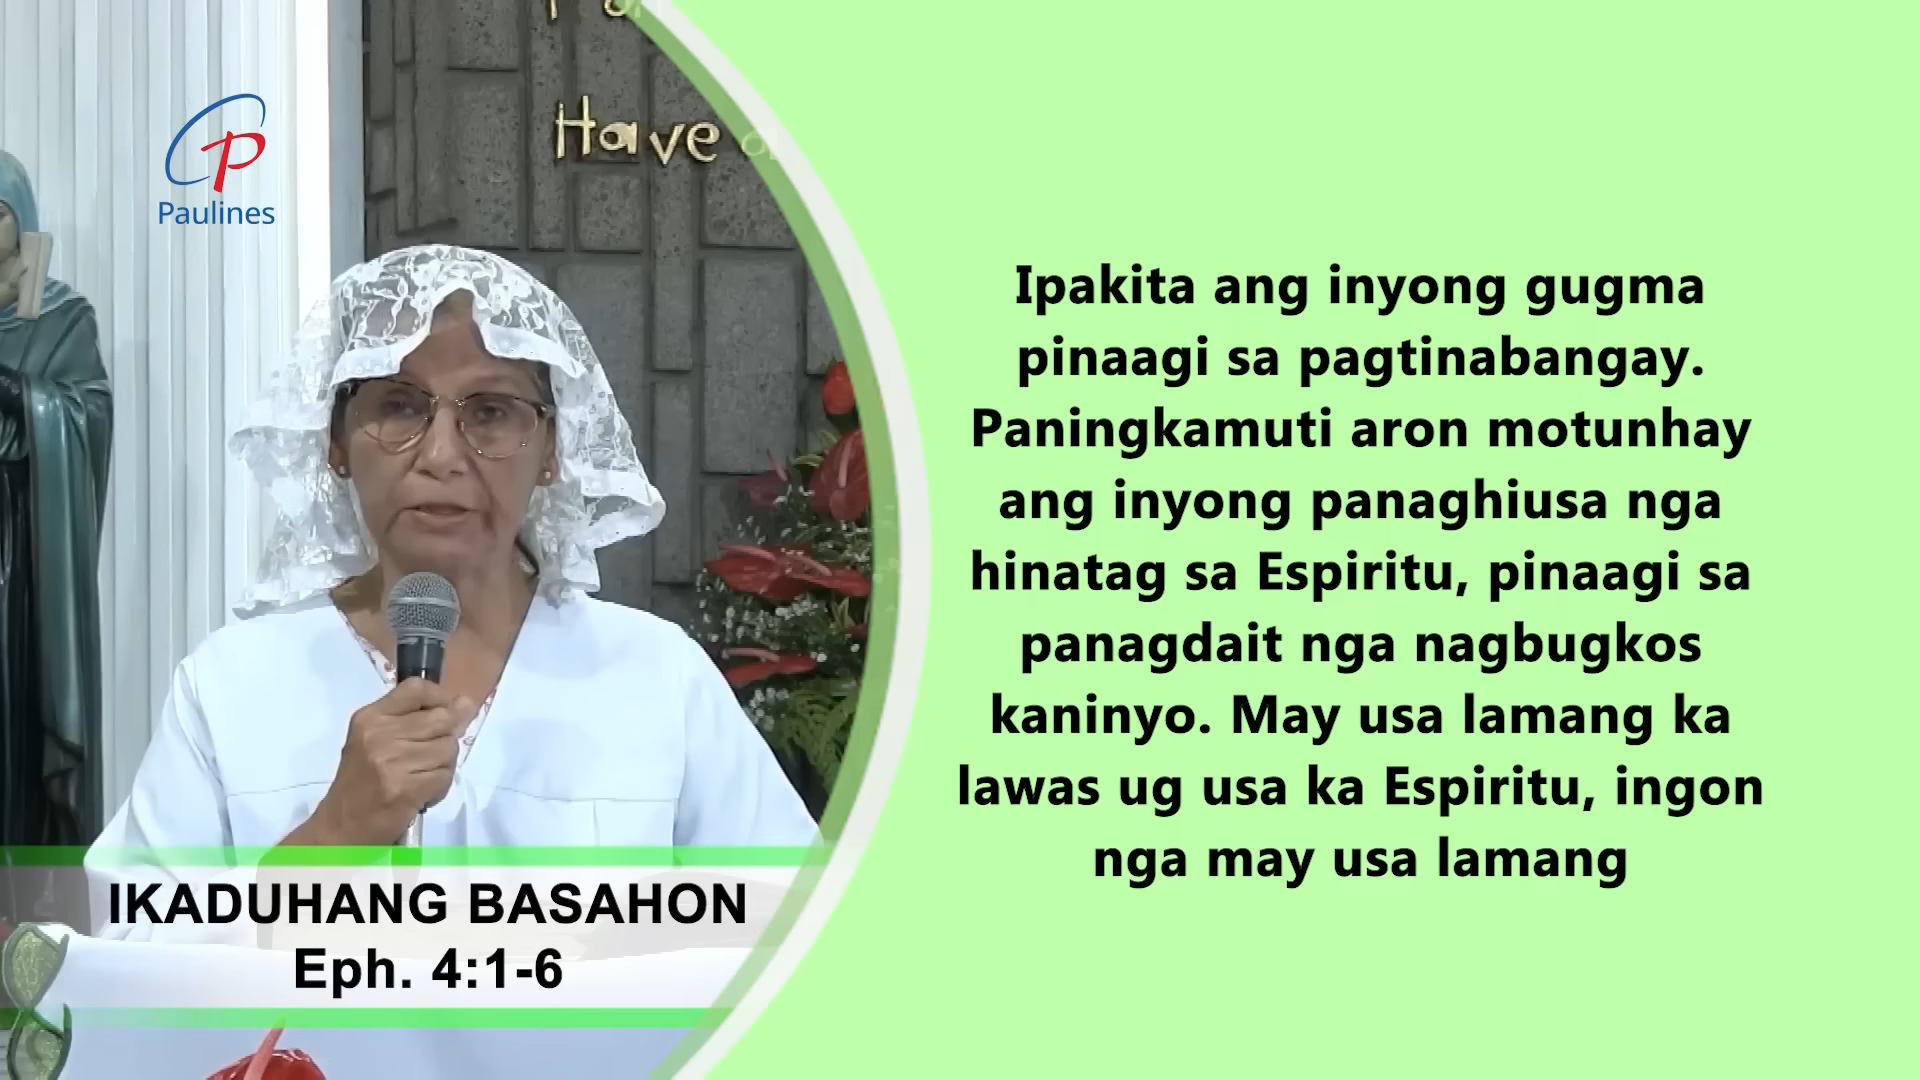 Have
P
Paulines
IKADUHANG BASAHON
Eph. 4:1-6
Ipakita ang inyong gugma
pinaagi sa pagtinabangay.
Paningkamuti aron motunhay
ang inyong panaghiusa nga
hinatag sa Espiritu, pinaagi sa
panagdait nga nagbugkos
kaninyo. May usa lamang ka
lawas ug usa ka Espiritu, ingon
nga may usa lamang